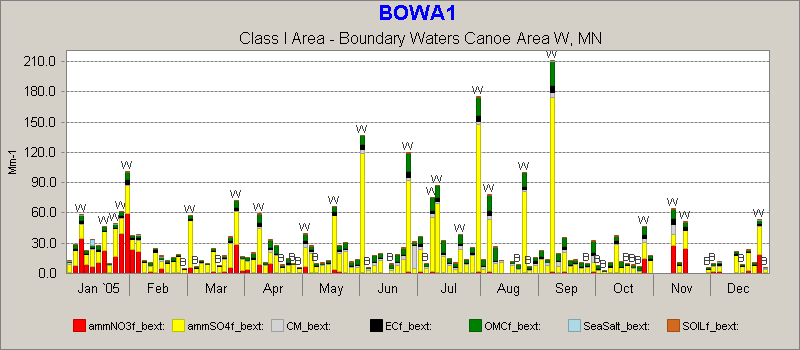 BOWA1
Class I Area - Boundary Waters Canoe Area W, MN
210.0
180.0
150.0
120.0
90.0
60.0
30.0
0.0
Mm-1
Jan `05 Feb Mar Apr May Jun Jul Aug Sep Oct Nov Dec
ammNO3f_bext: ammSO4f_bext: CM_bext: ECf_bext: OMCf_bext: SeaSalt_bext: SOILf_bext: